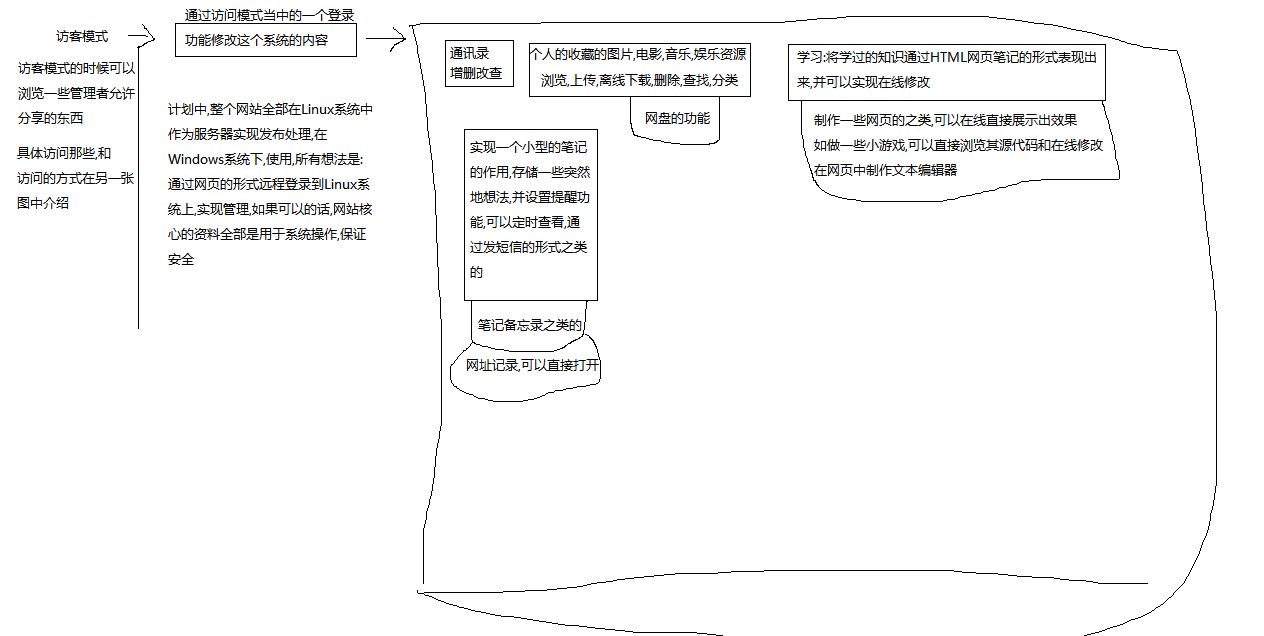 访客模式
访客模式的时候可以
浏览一些管理者允许
分享的东西
具体访问那些,和
访问的方式在另一张
图中介绍
通过访问模式当中的一个登录
功能修改这个系统的内容
计划中,整个网站全部在Linux系统中
作为服务器实现发布处理,在
Windows系统下,使用,所有想法是:
通过网页的形式远程登录到Linux系
统上,实现管理,如果可以的话,网站核
心的资料全部是用于系统操作,保证
安全
通讯录
增删改查
个人的收藏的图片,电影,音乐,娱乐资源
浏览,上传,离线下载,删除,查找,分类
网盘的功能
学习:将学过的知识通过HTML网页笔记的形式表现出
来,并可以实现在线修改
制作一些网页的之类,可以在线直接展示出效果
如做一些小游戏,可以直接浏览其源代码和在线修改
在网页中制作文本编辑器
实现一个小型的笔记
的作用,存储一些突然
地想法,并设置提醒功
能,可以定时查看,通
过发短信的形式之类
的
笔记备忘录之类的
网址记录,可以直接打开